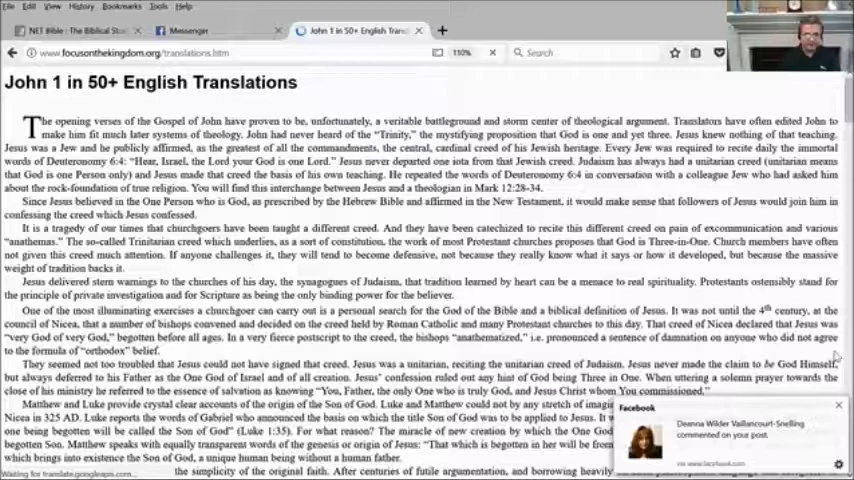 File Edit View History Bookmarks Tools Help
NET Bible : The Biblical Stu
Messenger
John 1 in 50+ English Trans
www.focusonthekingdom.org/translations.htm
110%
Search
John 1 in 50+ English Translations
The opening verses of the Gospel of John have proven to be, unfortunately, a veritable battleground and storm center of theological argument. Translators have often edited John to
make him fit much later systems of theology. John had never heard of the “Trinity,” the mystifying proposition that God is one and yet three. Jesus knew nothing of that teaching.
Jesus was a Jew and he publicly affirmed, as the greatest of all the commandments, the central, cardinal creed of his Jewish heritage. Every Jew was required to recite daily the immortal
words of Deuteronomy 6:4: “Hear, Israel, the Lord your God is one Lord.” Jesus never departed one iota from that Jewish creed. Judaism has always had a unitarian creed (unitarian means
that God is one Person only) and Jesus made that creed the basis of his own teaching. He repeated the words of Deuteronomy 6:4 in conversation with a colleague Jew who had asked him
about the rock-foundation of true religion. You will find this interchange between Jesus and a theologian in Mark 12:28-34.
Since Jesus believed in the One Person who is God, as prescribed by the Hebrew Bible and affirmed in the New Testament, it would make sense that followers of Jesus would join him in
confessing the creed which Jesus confessed.
It is a tragedy of our times that churchgoers have been taught a different creed. And they have been catechized to recite this different creed on pain of excommunication and various
“anathemas.” The so-called Trinitarian creed which underlies, as a sort of constitution, the work of most Protestant churches proposes that God is Three-in-One. Church members have often
not given this creed much attention. If anyone challenges it, they will tend to become defensive, not because they really know what it says or how it developed, but because the massive
weight of tradition backs it.
Jesus delivered stern warnings to the churches of his day, the synagogues of Judaism, that tradition learned by heart can be a menace to real spirituality. Protestants ostensibly stand for
the principle of private investigation and for Scripture as being the only binding power for the believer.
One of the most illuminating exercises a churchgoer can carry out is a personal search for the God of the Bible and a biblical definition of Jesus. It was not until the 4th century, at the
council of Nicea, that a number of bishops convened and decided on the creed held by Roman Catholic and many Protestant churches to this day. That creed of Nicea declared that Jesus was
“very God of very God,” begotten before all ages. In a very fierce postscript to the creed, the bishops “anathematized,” i.e. pronounced a sentence of damnation on anyone who did not agree
to the formula of “orthodox” belief.
They seemed not too troubled that Jesus could not have signed that creed. Jesus was a unitarian, reciting the unitarian creed of Judaism. Jesus never made the claim to be God Himself,
but always deferred to his Father as the One God of Israel and of all creation. Jesus’ confession ruled out any hint of God being Three in One. When uttering a solemn prayer towards the
close of his ministry he referred to the essence of salvation as knowing “You, Father, the only One who is truly God, and Jesus Christ whom You commissioned.”
Matthew and Luke provide crystal clear accounts of the origin of the Son of God. Luke and Matthew could not by any stretch of imagi
Nicea in 325 AD. Luke reports the words of Gabriel who announced the basis on which the title Son of God was to be applied to Jesus. It w
one being begotten will be called the Son of God” (Luke 1:35). For what reason? The miracle of new creation by which the One God
begotten Son. Matthew speaks with equally transparent words of the genesis or origin of Jesus: “That which is begotten in her will be from
which brings into existence the Son of God, a unique human being without a human father.
the simplicity of the original faith. After centuries of futile argumentation, and borrowing heavily
Waiting for translate.googleapis.com...
Facebook
Deanna Wilder Vaillancourt-Snelling
commented on your post.
via www.facebook.com